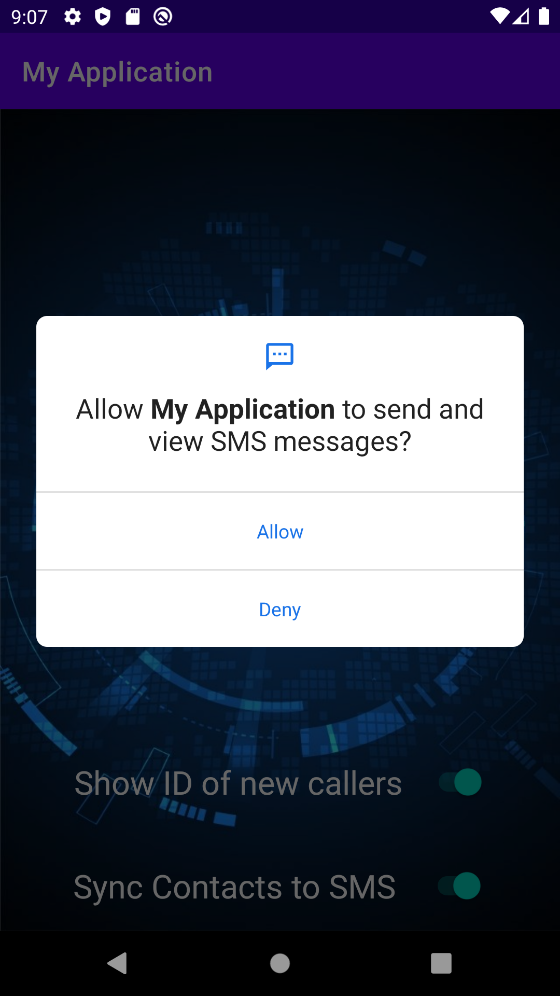 9:07
My Application
Allow My Application to send and
view SMS messages?
Allow
Deny
Show ID of new callers
Sync Contacts to SMS